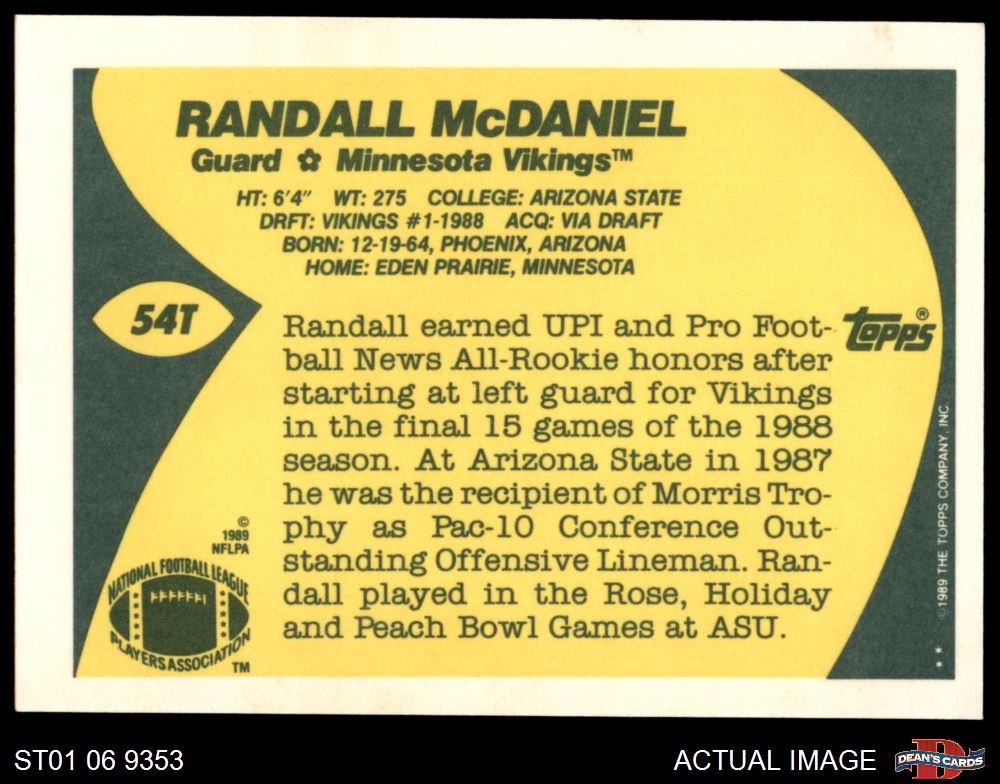 RANDALL McDANIEL
Guard ✿ Minnesota Vikings™
HT: 6'4" WT: 275 COLLEGE: ARIZONA STATE
DRFT: VIKINGS #1-1988 ACQ: VIA DRAFT
BORN: 12-19-64, PHOENIX, ARIZONA
HOME: EDEN PRAIRIE, MINNESOTA
54T
topps®
Randall earned UPI and Pro Foot-
ball News All-Rookie honors after
starting at left guard for Vikings
in the final 15 games of the 1988
season. At Arizona State in 1987
he was the recipient of Morris Tro-
phy as Pac-10 Conference Out-
standing Offensive Lineman. Ran-
dall played in the Rose, Holiday
and Peach Bowl Games at ASU.
©
1989
NFLPA
NATIONAL FOOTBALL LEAGUE
PLAYERS ASSOCIATION
TM
©1989 THE TOPPS COMPANY, INC.
* *
ST01 06 9353
ACTUAL IMAGE
DEAN'S CARDS